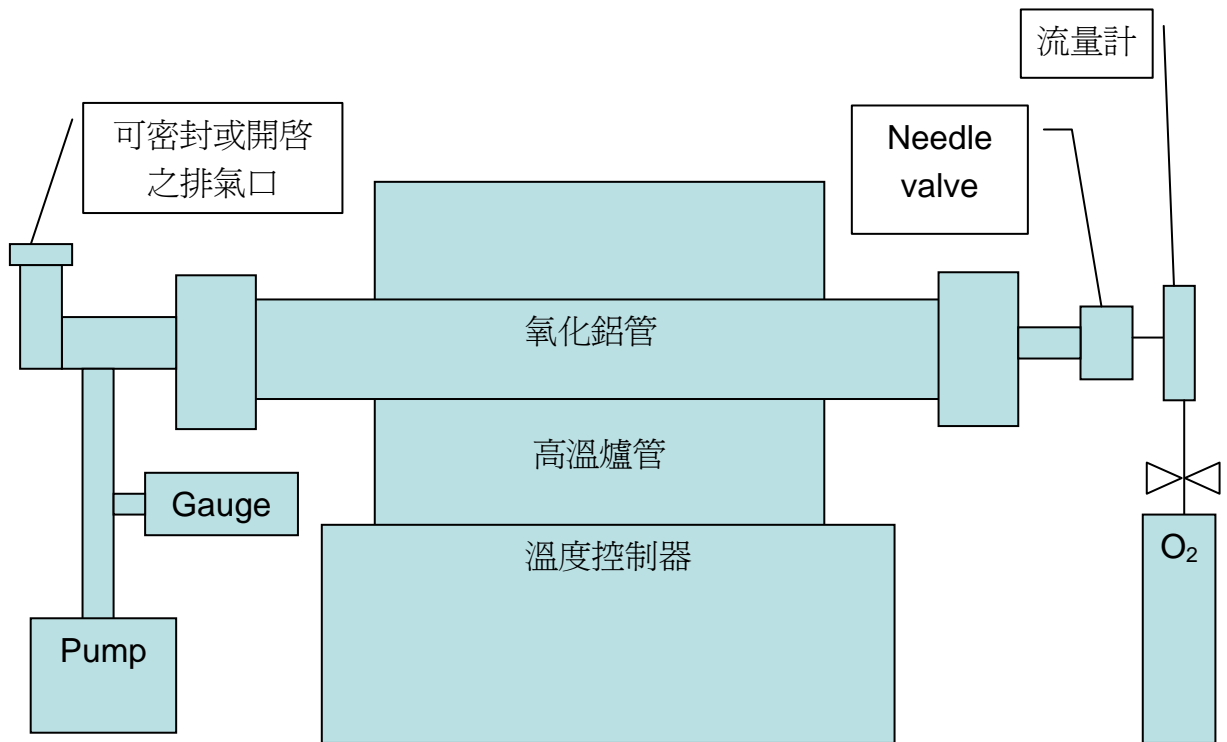 流量計
可密封或開啓
之排氣口
Needle
valve
氧化鋁管
高溫爐管
Gauge
溫度控制器
O₂
Pump